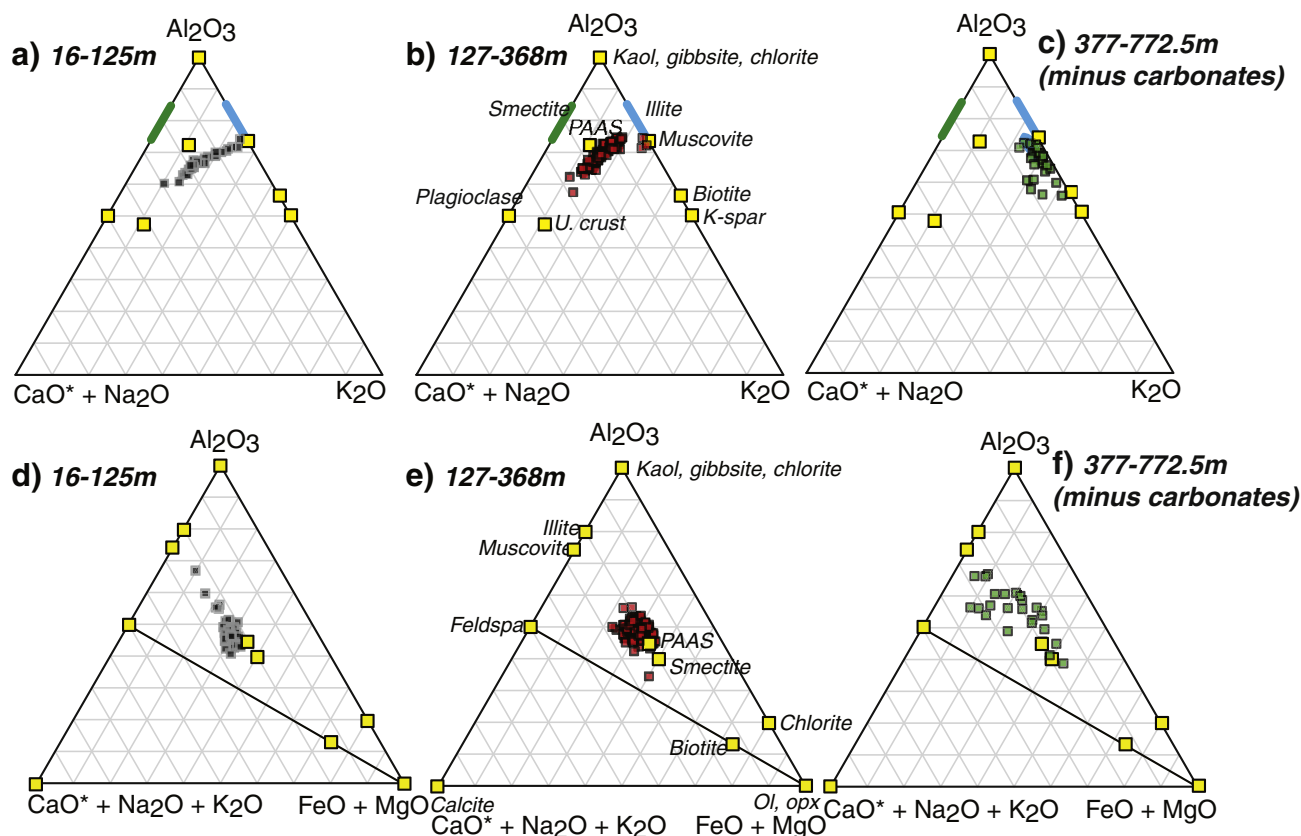 Al2O3
Al2O3
Al2O3
a) 16-125m
b) 127-368m
c) 377-772.5m
(minus carbonates)
Kaol, gibbsite, chlorite
Smectite
Illite
PAAS
Muscovite
Plagioclase
Biotite
U. crust
K-spar
CaO* + Na2O
K2O
CaO* + Na2O
K2O
CaO* + Na2O
K2O
Al2O3
Al2O3
Al2O3
d) 16-125m
e) 127-368m
f) 377-772.5m
(minus carbonates)
Kaol, gibbsite, chlorite
Illite
Muscovite
Feldspa
PAAS
Smectite
Chlorite
Biotite
Calcite
Ol, opx
CaO* + Na2O + K2O
FeO + MgO
CaO* + Na2O + K2O
FeO + MgO
CaO* + Na2O + K2O
FeO + MgO